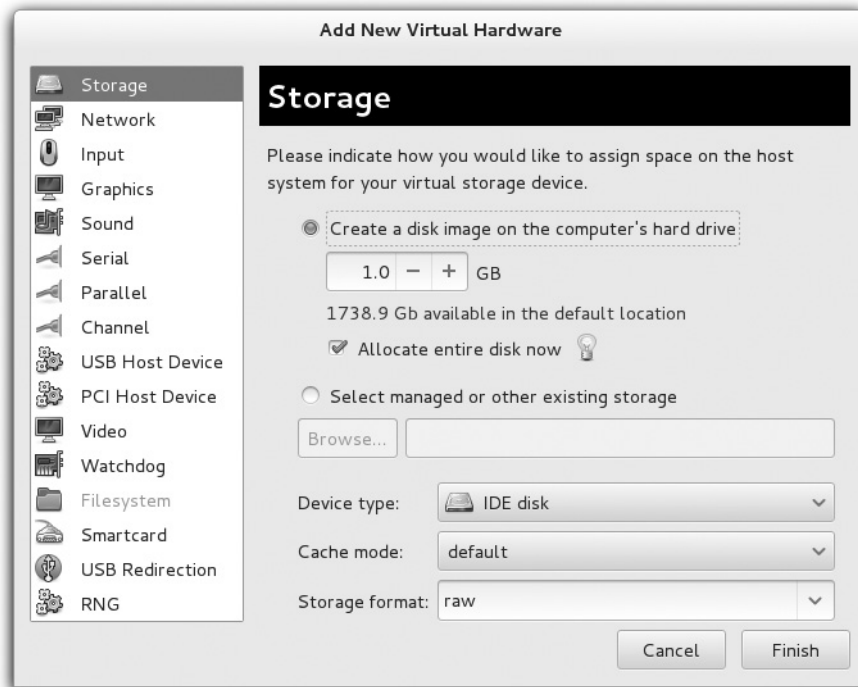 Add New Virtual Hardware
Storage
Network
Input
Graphics
Sound
Serial
Parallel
Channel
USB Host Device
PCI Host Device
Video
Watchdog
Filesystem
Smartcard
USB Redirection
RNG
Storage
Please indicate how you would like to assign space on the host
system for your virtual storage device.
Create a disk image on the computer's hard drive
1.0 − + GB
1738.9 Gb available in the default location
Allocate entire disk now
Select managed or other existing storage
Browse...
Device type: IDE disk
Cache mode: default
Storage format: raw
Cancel Finish